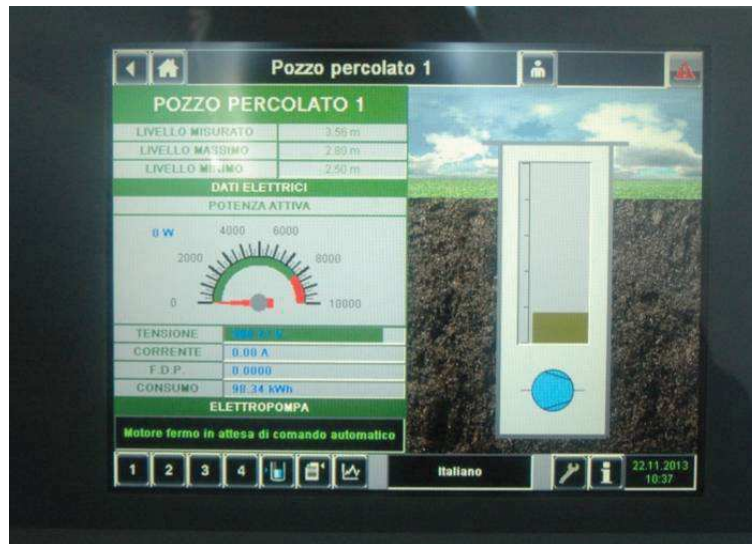 Pozzo percolato 1
POZZO PERCOLATO 1
LIVELLO MISURATO 3.56 m
LIVELLO MASSIMO 2.80 m
LIVELLO MINIMO 2.50 m
DATI ELETTRICI
POTENZA ATTIVA
0 W
4000 6000
2000 8000
0 10000
TENSIONE
CORRENTE 0.00 A
F.D.P. 0.0000
CONSUMO 98.34 kWh
ELETTROPOMPA
Motore fermo in attesa di comando automatico
1 2 3 4 Italiano 22.11.2013
10:37